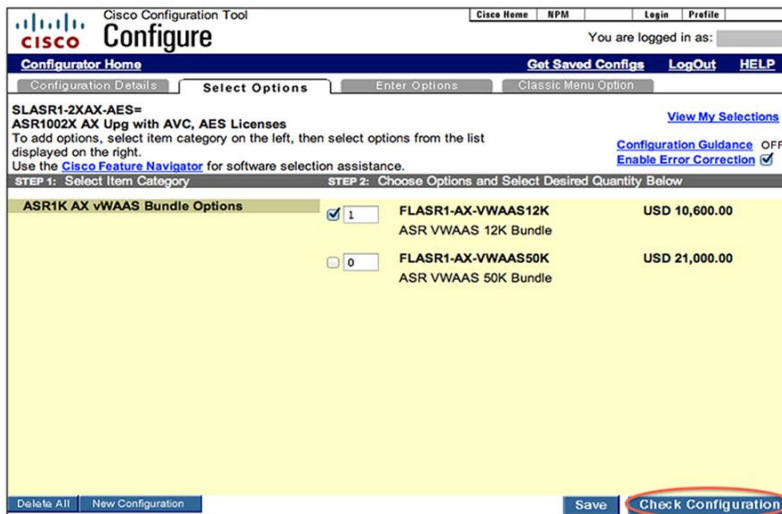 Cisco Configuration Tool
CISCO
Configure
Cisco Home NPM Login Profile
You are logged in as:
Configurator Home Get Saved Configs LogOut HELP
Configuration Details Select Options Enter Options Classic Menu Option
SLASR1-2XAX-AES=
ASR1002X AX Upg with AVC, AES Licenses
To add options, select item category on the left, then select options from the list
displayed on the right.
Use the Cisco Feature Navigator for software selection assistance.
View My Selections
Configuration Guidance OFF
Enable Error Correction
STEP 1: Select Item Category STEP 2: Choose Options and Select Desired Quantity Below
ASR1K AX vWAAS Bundle Options
1 FLASR1-AX-VWAAS12K USD 10,600.00
ASR VWAAS 12K Bundle
0 FLASR1-AX-VWAAS50K USD 21,000.00
ASR VWAAS 50K Bundle
Delete All New Configuration Save Check Configuration